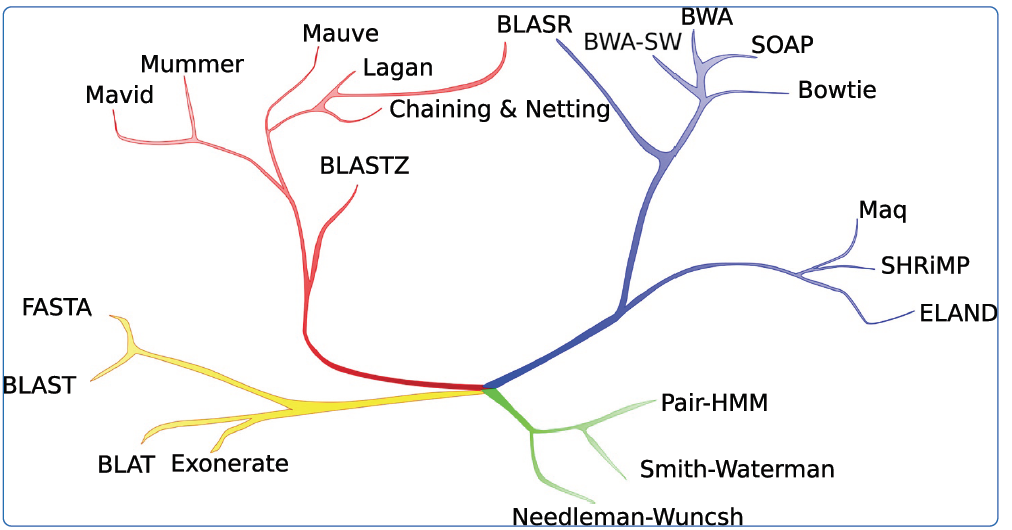 BLASR
BWA
BWA-SW
SOAP
Bowtie
Mauve
Lagan
Chaining & Netting
Mummer
Mavid
BLASTZ
Maq
SHRiMP
ELAND
FASTA
BLAST
BLAT
Exonerate
Pair-HMM
Smith-Waterman
Needleman-Wuncsh